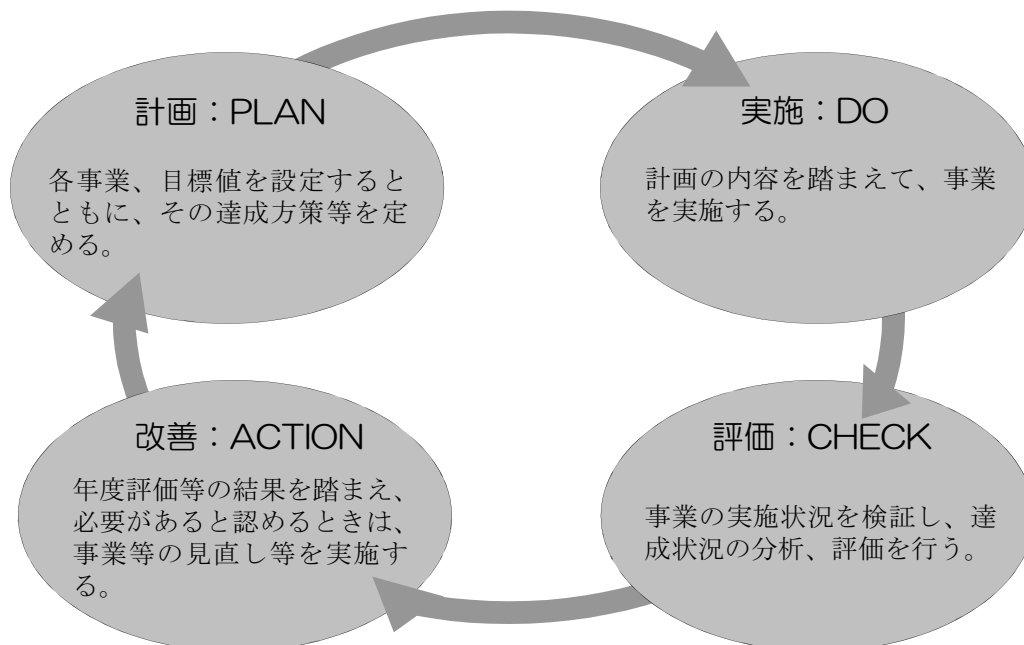 計画：PLAN
各事業、目標値を設定すると
ともに、その達成方策等を定
める。
実施：DO
計画の内容を踏まえて、事業
を実施する。
改善：ACTION
年度評価等の結果を踏まえ、
必要があると認めるときは、
事業等の見直し等を実施す
る。
評価：CHECK
事業の実施状況を検証し、達
成状況の分析、評価を行う。